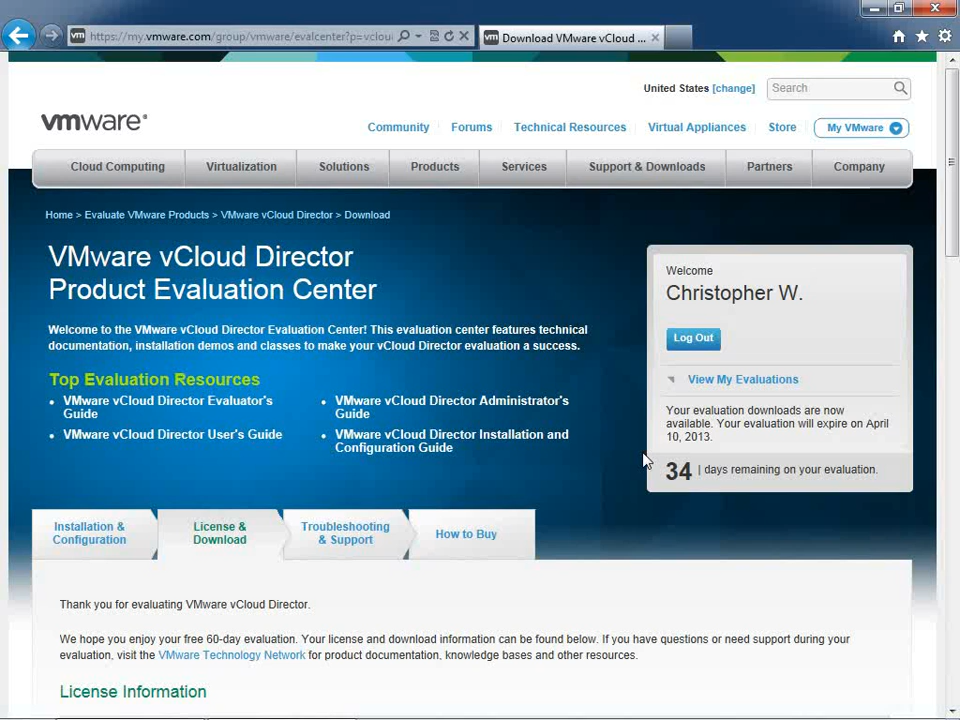 https://my.vmware.com/group/vmware/evalcenter?p=vclou
vm Download VMware vCloud ...
United States [change]
Search
vmware®
Community
Forums
Technical Resources
Virtual Appliances
Store
My VMware
Cloud Computing
Virtualization
Solutions
Products
Services
Support & Downloads
Partners
Company
Home > Evaluate VMware Products > VMware vCloud Director > Download
VMware vCloud Director
Product Evaluation Center
Welcome to the VMware vCloud Director Evaluation Center! This evaluation center features technical
documentation, installation demos and classes to make your vCloud Director evaluation a success.
Top Evaluation Resources
• VMware vCloud Director Evaluator's
Guide
• VMware vCloud Director User's Guide
• VMware vCloud Director Administrator's
Guide
• VMware vCloud Director Installation and
Configuration Guide
Welcome
Christopher W.
Log Out
View My Evaluations
Your evaluation downloads are now
available. Your evaluation will expire on April
10, 2013.
34 | days remaining on your evaluation.
Installation &
Configuration
License &
Download
Troubleshooting
& Support
How to Buy
Thank you for evaluating VMware vCloud Director.
We hope you enjoy your free 60-day evaluation. Your license and download information can be found below. If you have questions or need support during your
evaluation, visit the VMware Technology Network for product documentation, knowledge bases and other resources.
License Information